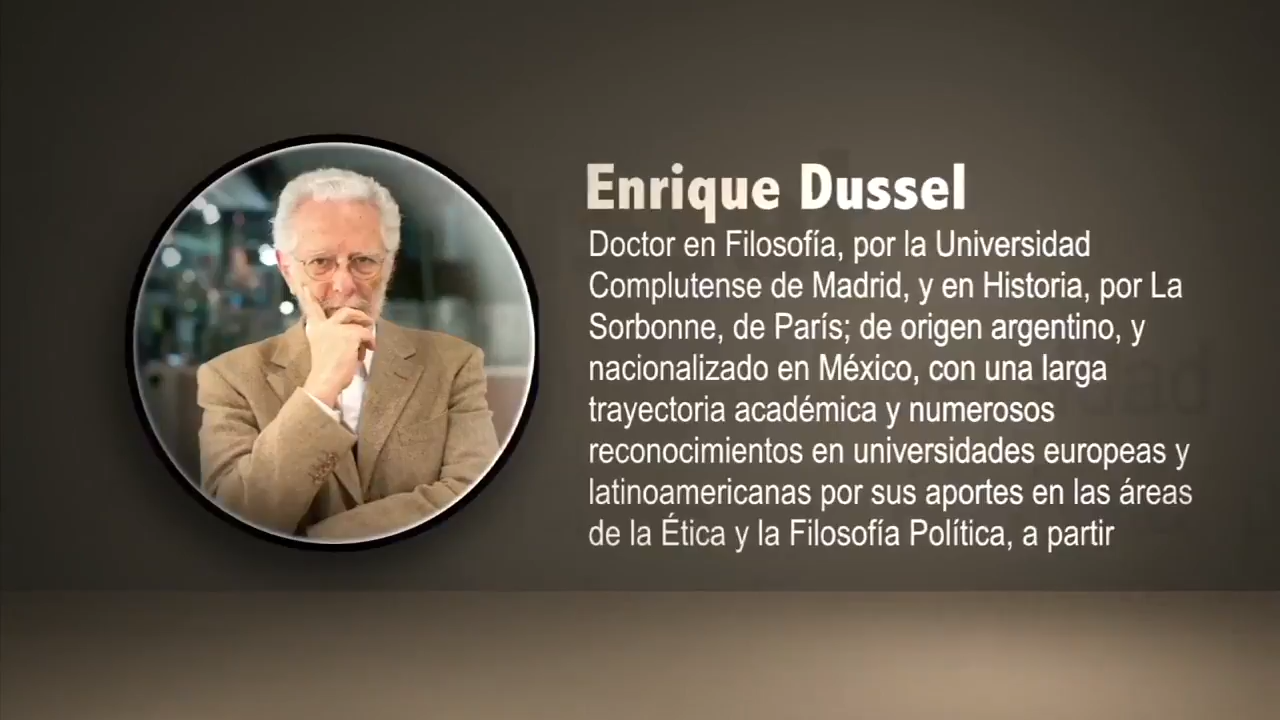 Enrique Dussel
Doctor en Filosofía, por la Universidad
Complutense de Madrid, y en Historia, por La
Sorbonne, de París; de origen argentino, y
nacionalizado en México, con una larga
trayectoria académica y numerosos
reconocimientos en universidades europeas y
latinoamericanas por sus aportes en las áreas
de la Ética y la Filosofía Política, a partir